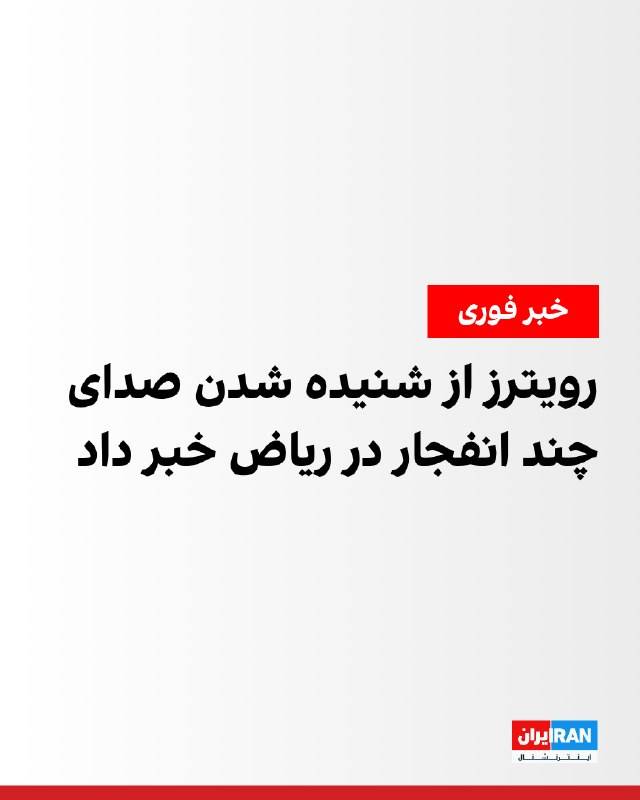 خبر فوری
رویترز از شنیده شدن صدای
چند انفجار در ریاض خبر داد
ایران IRAN
اینترنشنال